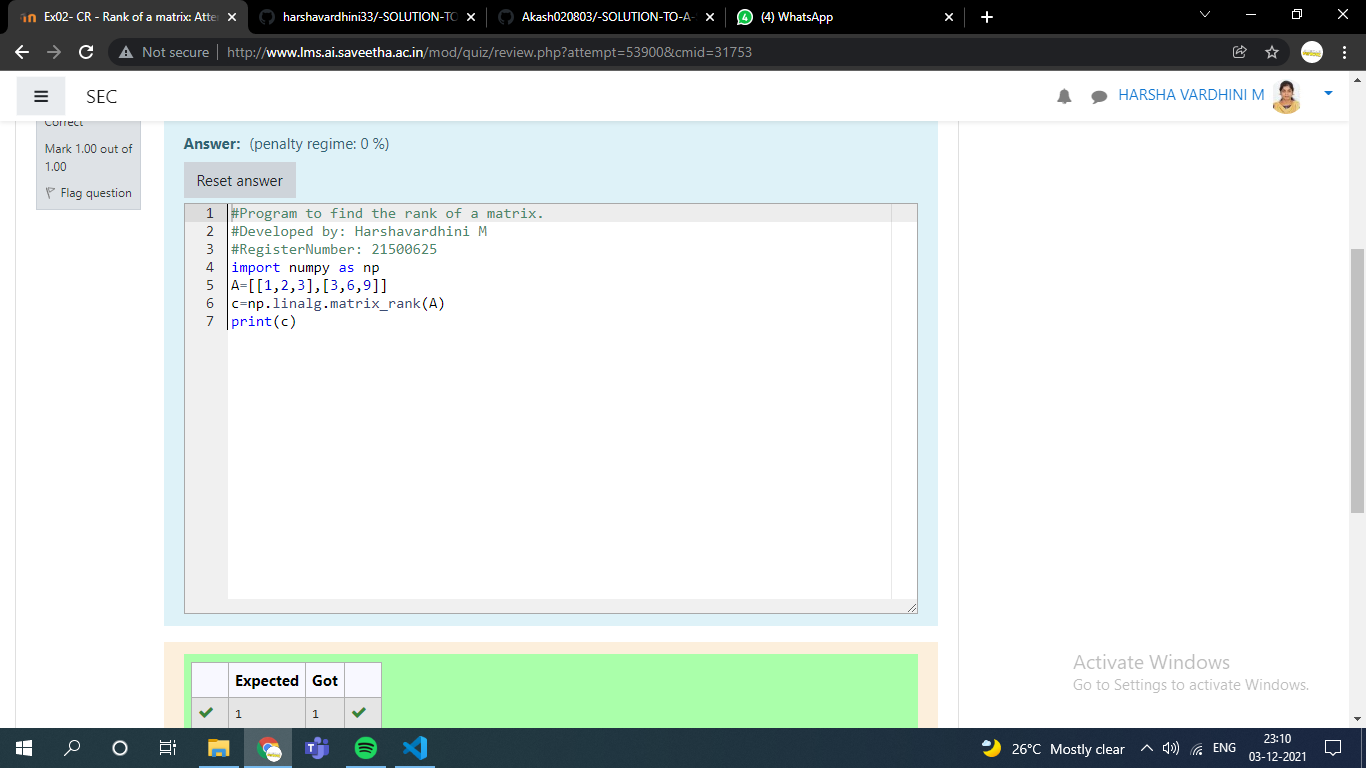 Ex02- CR - Rank of a matrix: Atte
harshavardhini33/-SOLUTION-TO
Akash020803/-SOLUTION-TO-A-
(4) WhatsApp
Not secure | http://www.lms.ai.saveetha.ac.in/mod/quiz/review.php?attempt=53900&cmid=31753
SEC
HARSHA VARDHINI M
Correct
Mark 1.00 out of
1.00
Flag question
Answer: (penalty regime: 0 %)
Reset answer
1 #Program to find the rank of a matrix.
2 #Developed by: Harshavardhini M
3 #RegisterNumber: 21500625
4 import numpy as np
5 A=[[1,2,3],[3,6,9]]
6 c=np.linalg.matrix_rank(A)
7 print(c)
Expected Got
1 1
Activate Windows
Go to Settings to activate Windows.
26°C Mostly clear
ENG
23:10
03-12-2021